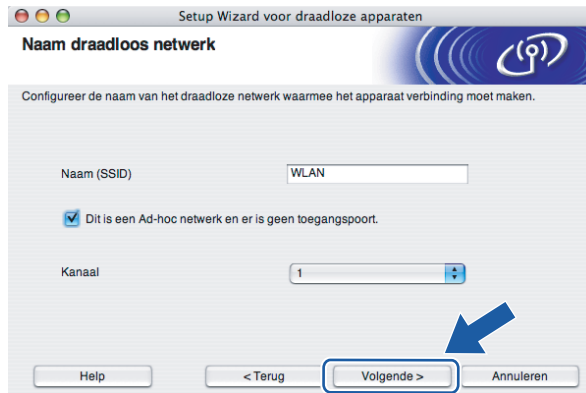 Setup Wizard voor draadloze apparaten
Naam draadloos netwerk
Configureer de naam van het draadloze netwerk waarmee het apparaat verbinding moet maken.
Naam (SSID)
WLAN
Dit is een Ad-hoc netwerk en er is geen toegangspoort.
Kanaal
1
Help
< Terug
Volgende >
Annuleren